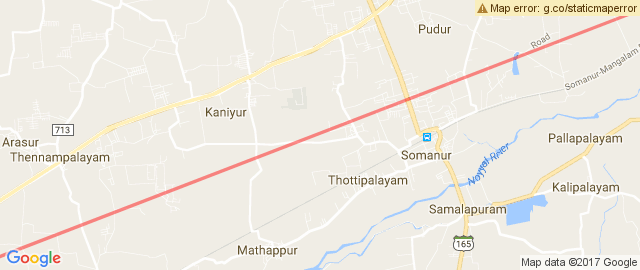 Map error: g.co/staticmaperror
Pudur
Road
Somanur-Mangalam
Kaniyur
713
Arasur
Thennampalayam
Pallapalayam
Somanur
Noyyal River
Thottipalayam
Kalipalayam
Samalapuram
165
Mathappur
Google
Map data ©2017 Google